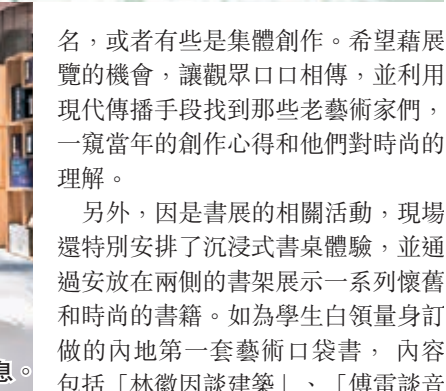 名，或者有些是集體創作。希望藉展
覽的機會，讓觀眾口口相傳，並利用
現代傳播手段找到那些老藝術家們，
一窺當年的創作心得和他們對時尚的
理解。
另外，因是書展的相關活動，現場
還特別安排了沉浸式書桌體驗，並通
過安放在兩側的書架展示一系列懷舊
和時尚的書籍。如為學生白領量身訂
做的內地第一套藝術口袋書， 內容
包括「林徽因談建築」、「傅雷談音
息。